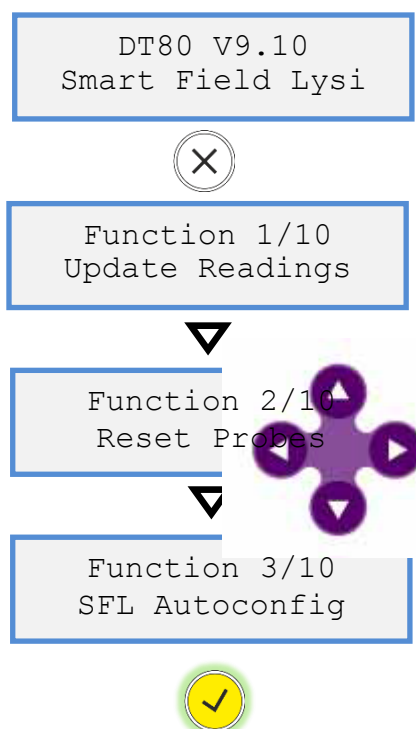 DT80 V9.10
Smart Field Lysi
Function 1/10
Update Readings
Function 2/10
Reset Probes
Function 3/10
SFL Autoconfig